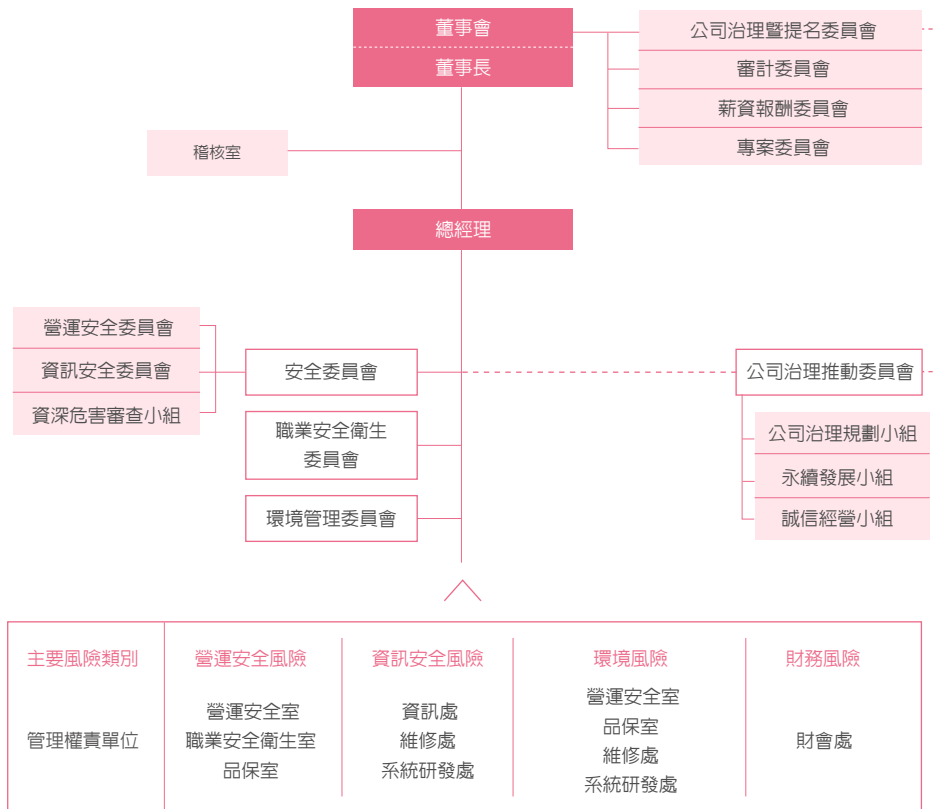 董事會
董事長
公司治理暨提名委員會
審計委員會
薪資報酬委員會
專案委員會
稽核室
總經理
營運安全委員會
資訊安全委員會
資深危害審查小組
安全委員會
職業安全衛生
委員會
環境管理委員會
公司治理推動委員會
公司治理規劃小組
永續發展小組
誠信經營小組
主要風險類別
營運安全風險
資訊安全風險
環境風險
財務風險
管理權責單位
營運安全室
職業安全衛生室
品保室
資訊處
維修處
系統研發處
營運安全室
品保室
維修處
系統研發處
財會處